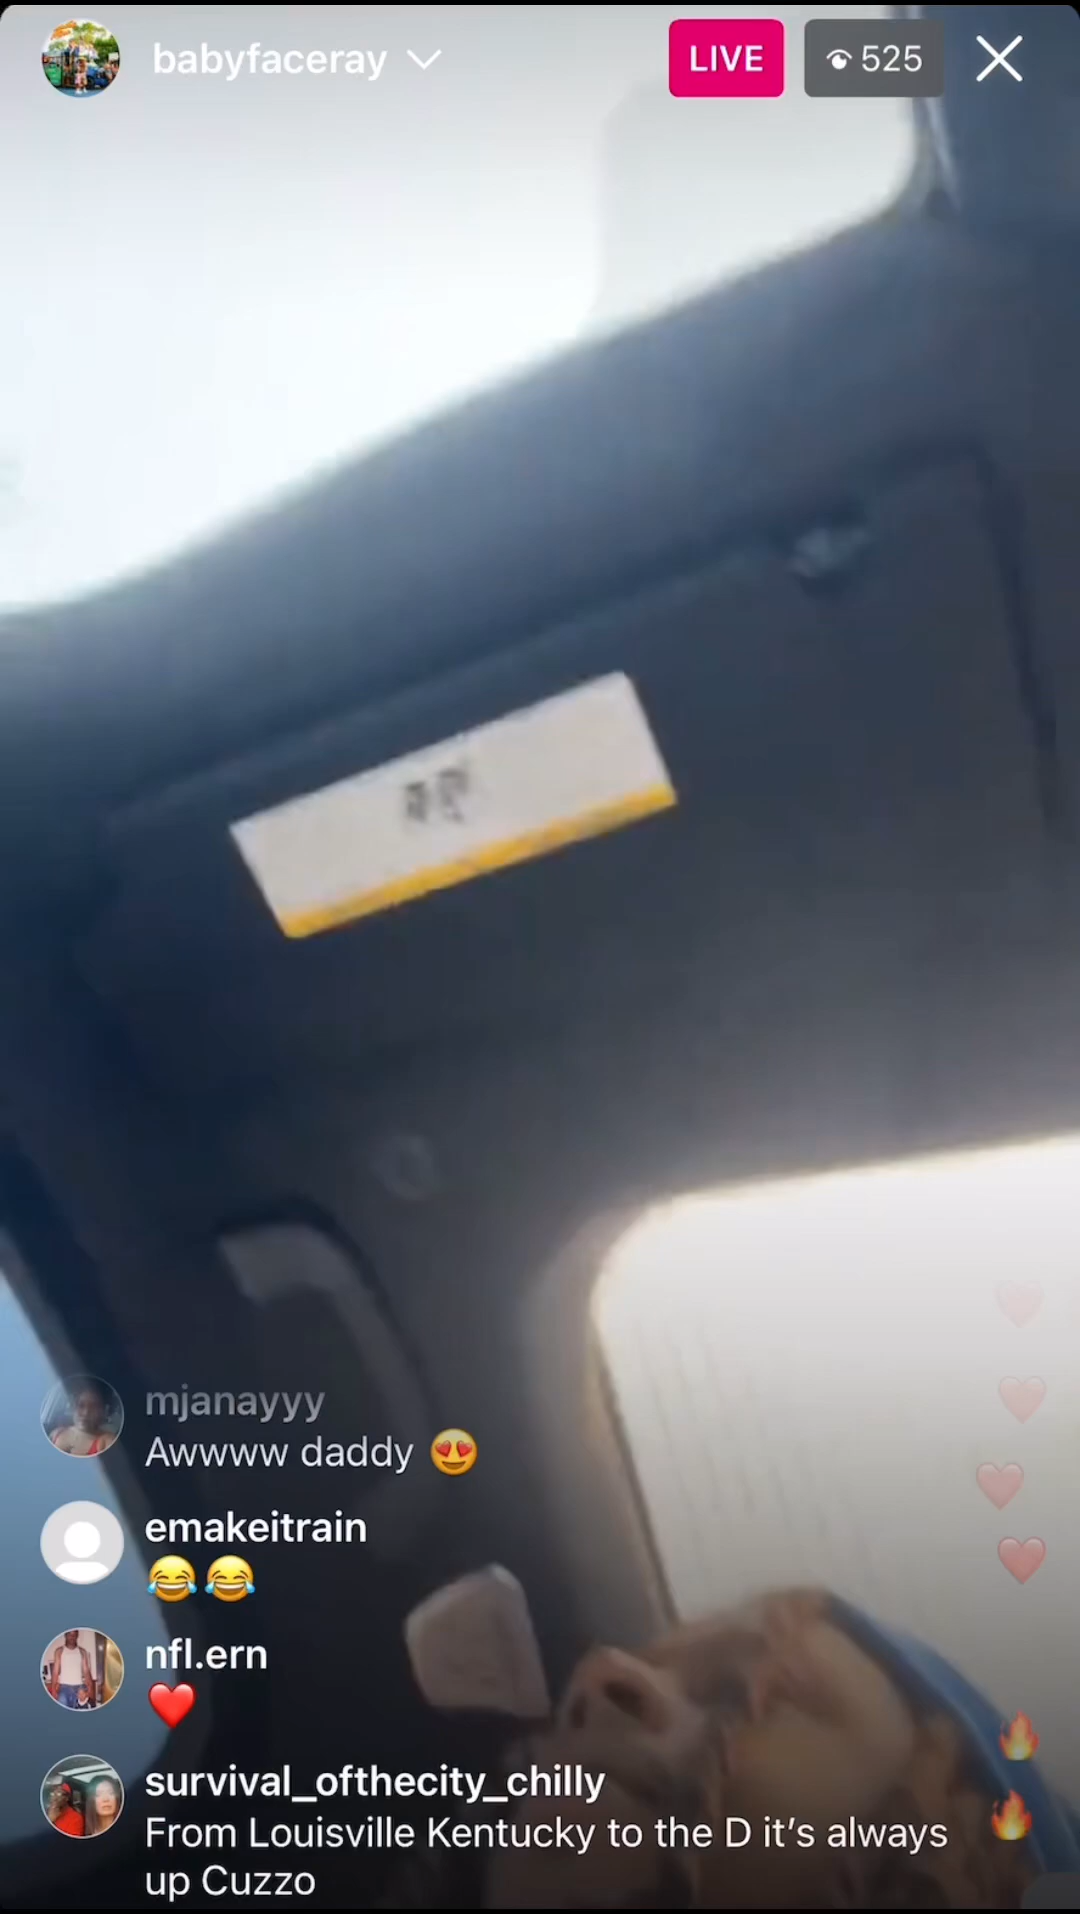 babyfaceray
LIVE
525
mjanayyy
Awwww daddy 😍
emakeitrain
😂😂
nfl.ern
❤️
survival_ofthecity_chilly
From Louisville Kentucky to the D it’s always
up Cuzzo